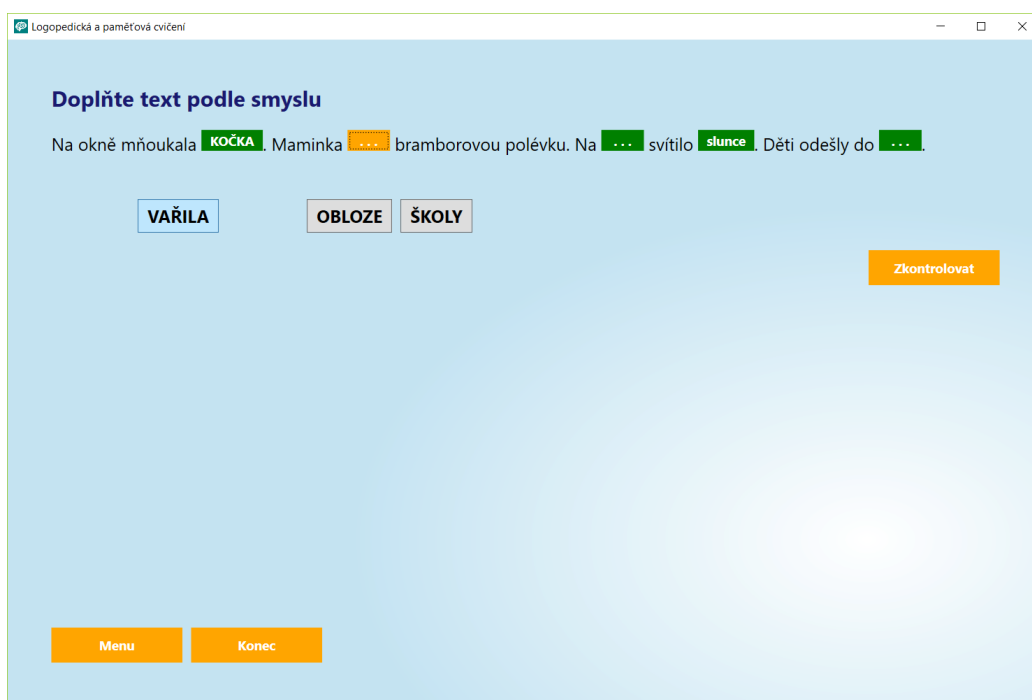 Logopedická a paměťová cvičení
Doplňte text podle smyslu
Na okně mňoukala KOČKA. Maminka ... bramborovou polévku. Na ... svítilo slunce. Děti odešly do ... .
VAŘILA OBLOZE ŠKOLY
Zkontrolovat
Menu Konec